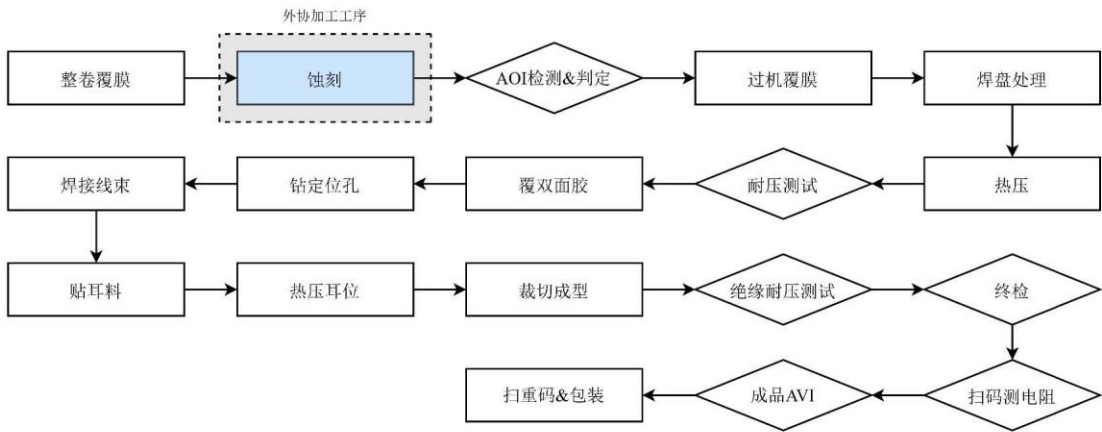 外协加工工序
整卷覆膜
蚀刻
AOI检测&判定
过机覆膜
焊盘处理
热压
耐压测试
覆双面胶
钻定位孔
焊接线束
贴耳料
热压耳位
裁切成型
绝缘耐压测试
终检
扫码测电阻
成品AVI
扫重码&包装